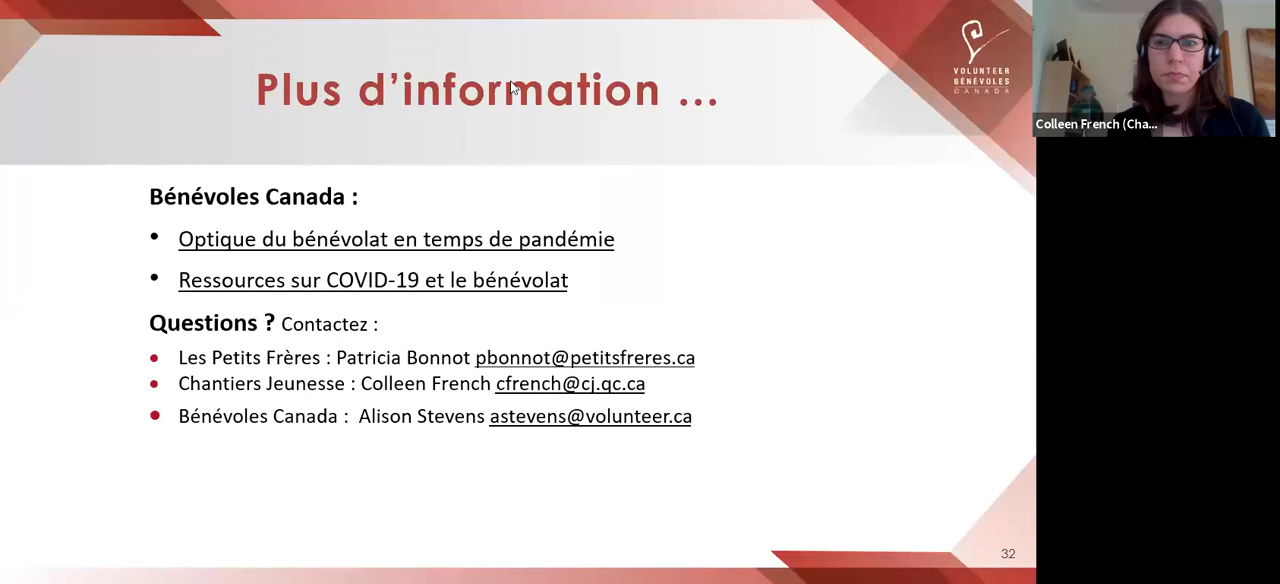 Plus d’information ...
VOLUNTEER
BÉNÉVOLES
CANADA
Colleen French (Cha...
Bénévoles Canada :
• Optique du bénévolat en temps de pandémie
• Ressources sur COVID-19 et le bénévolat
Questions ? Contactez :
• Les Petits Frères : Patricia Bonnot pbonnot@petitsfreres.ca
• Chantiers Jeunesse : Colleen French cfrench@cj.qc.ca
• Bénévoles Canada : Alison Stevens astevens@volunteer.ca
32